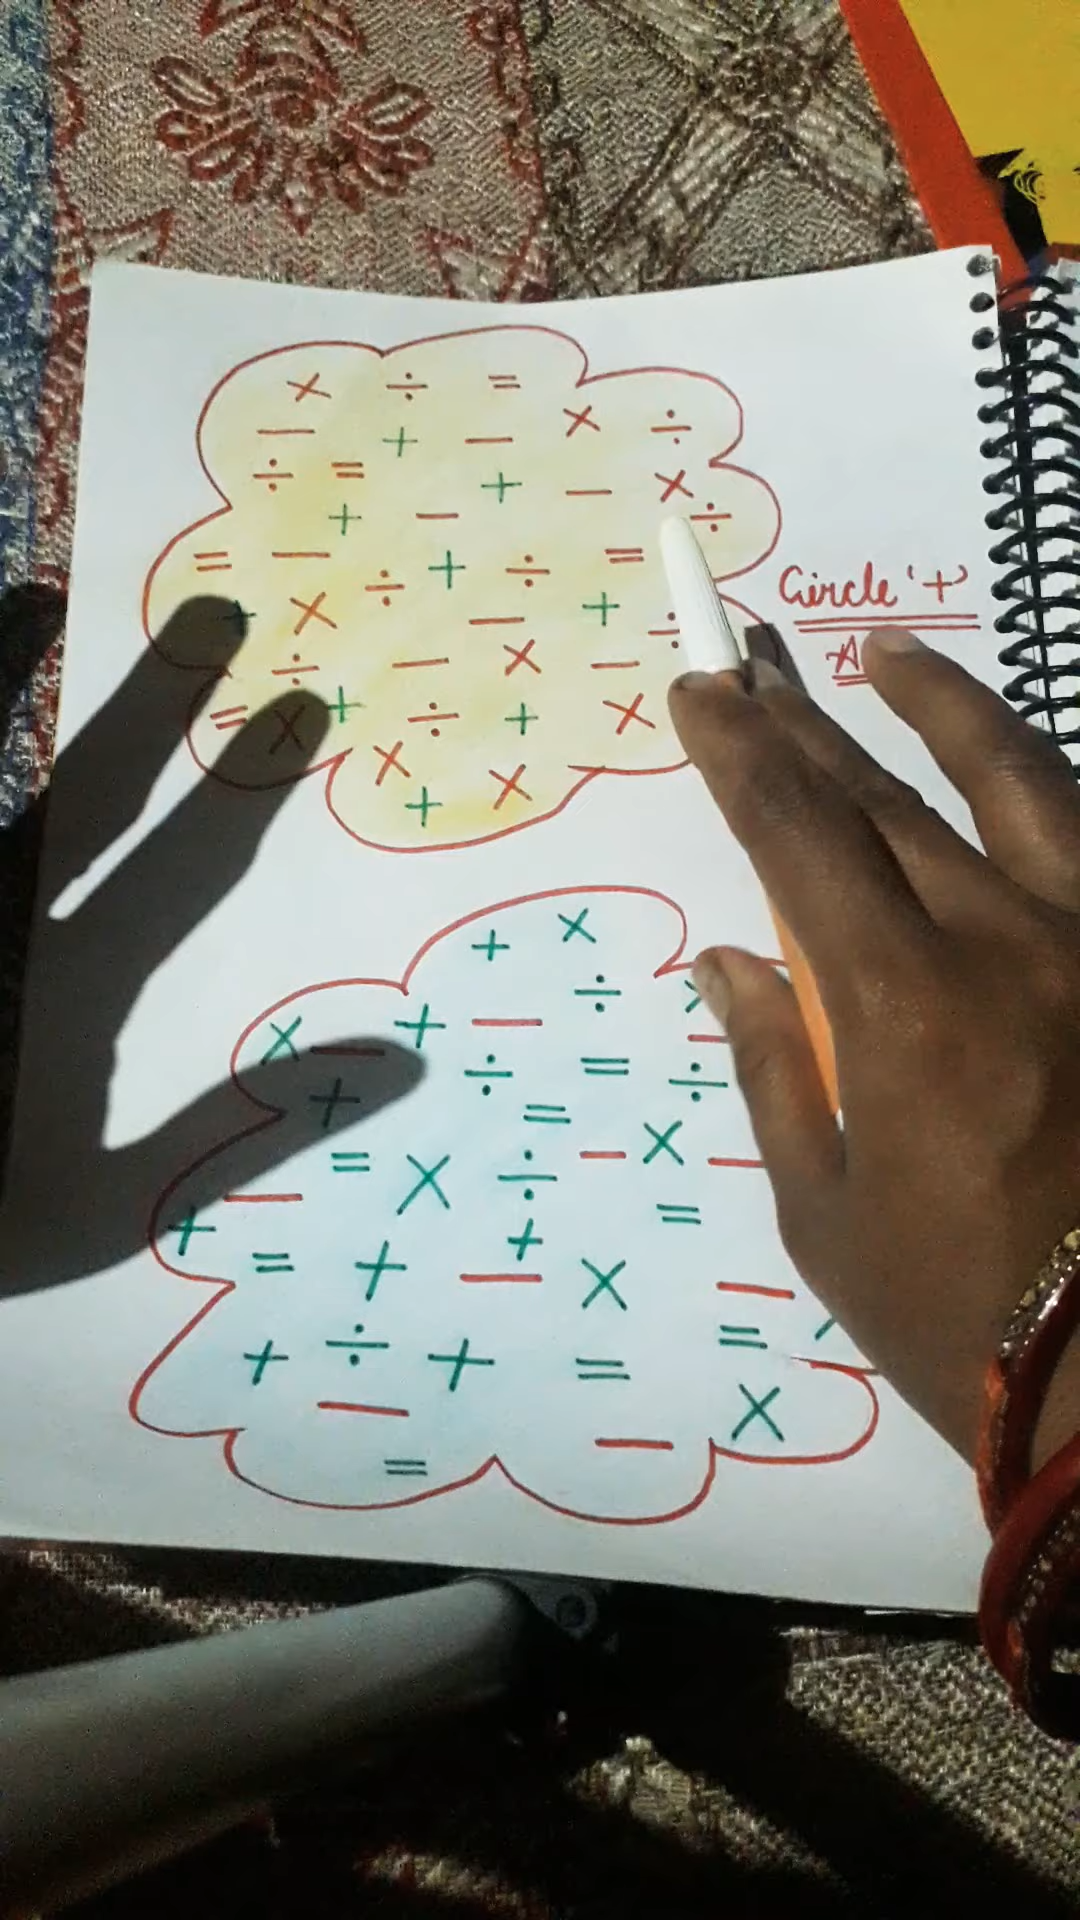 × ÷ =
× ÷
— + —
÷ = + — ×
+ — ÷
= — + ÷ =
÷
+ × — + ÷
÷ — × —
= × + ÷ + ×
×
+ ×
Circle '+'
+ ×
÷
× — + — —
÷ = ÷
+ =
= × ÷ — × —
— =
+ +
= + — × —
=
+ ÷ + =
— ×
= —